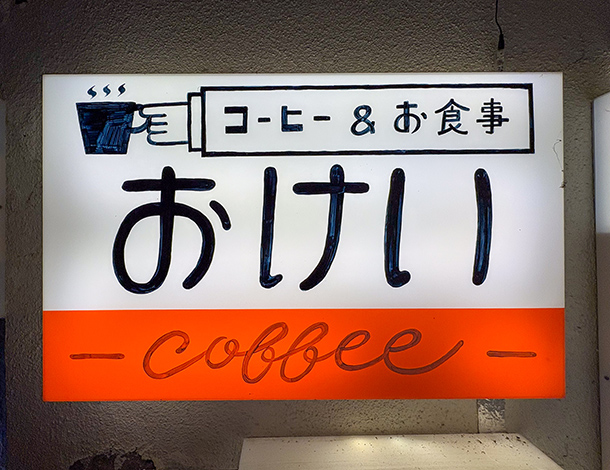 コーヒー & お食事
おけい
- coffee -